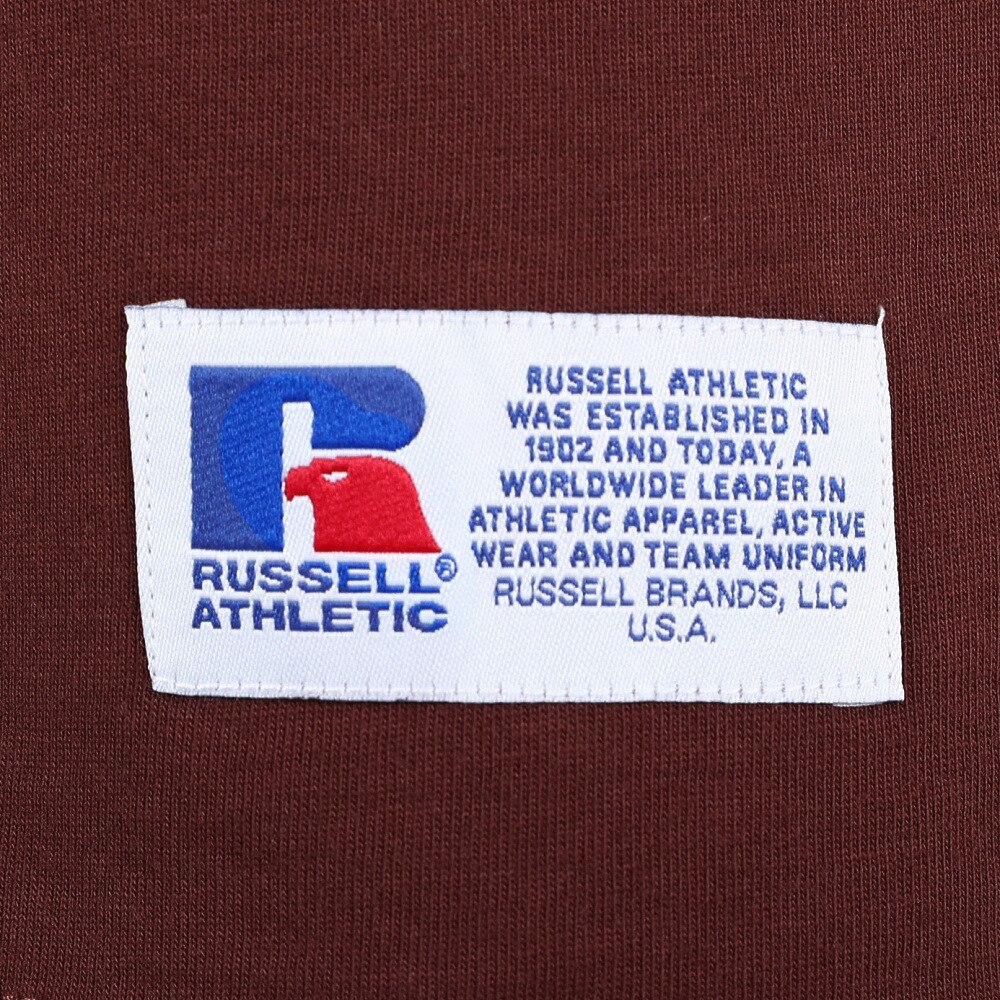 RUSSELL®
ATHLETIC
RUSSELL ATHLETIC
WAS ESTABLISHED IN
1902 AND TODAY, A
WORLDWIDE LEADER IN
ATHLETIC APPAREL, ACTIVE
WEAR AND TEAM UNIFORM
RUSSELL BRANDS, LLC
U.S.A.